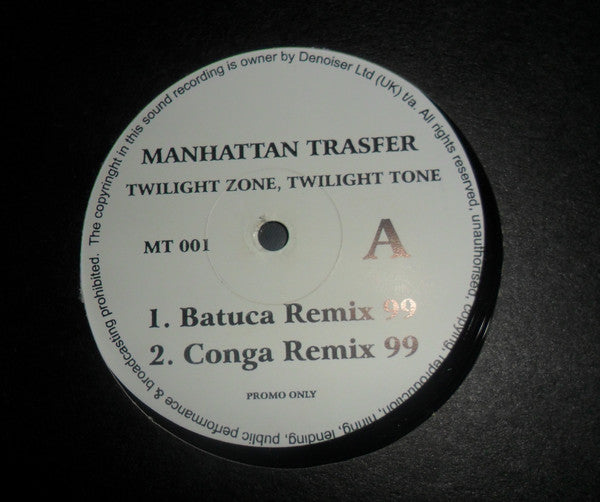 MANHATTAN TRASFER
TWILIGHT ZONE, TWILIGHT TONE
MT 001
A
1. Batuca Remix 99
2. Conga Remix 99
PROMO ONLY
The copyringht in this sound recording is owner by Denoiser Ltd (UK) t/a. All rights reserved, unauthorised, copying, reproduction, hiring, lending, public performance & broadcasting prohibited.